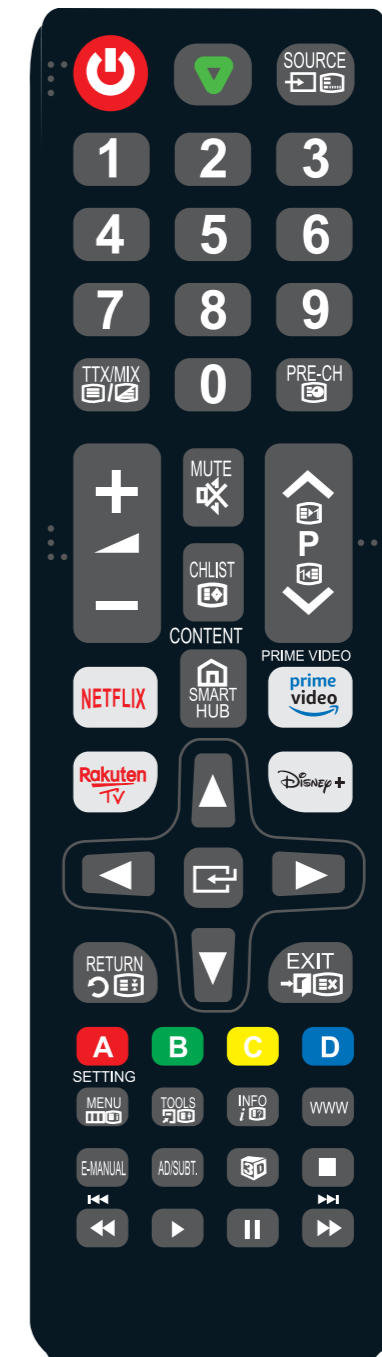 SOURCE
1 2 3
4 5 6
7 8 9
TTX/MIX 0 PRE-CH
MUTE
P
CHLIST
CONTENT
PRIME VIDEO
NETFLIX
SMART
HUB
prime
video
Rakuten
TV
Disney+
RETURN
EXIT
A B C D
SETTING
MENU TOOLS INFO WWW
E-MANUAL AD/SUBT. 3D